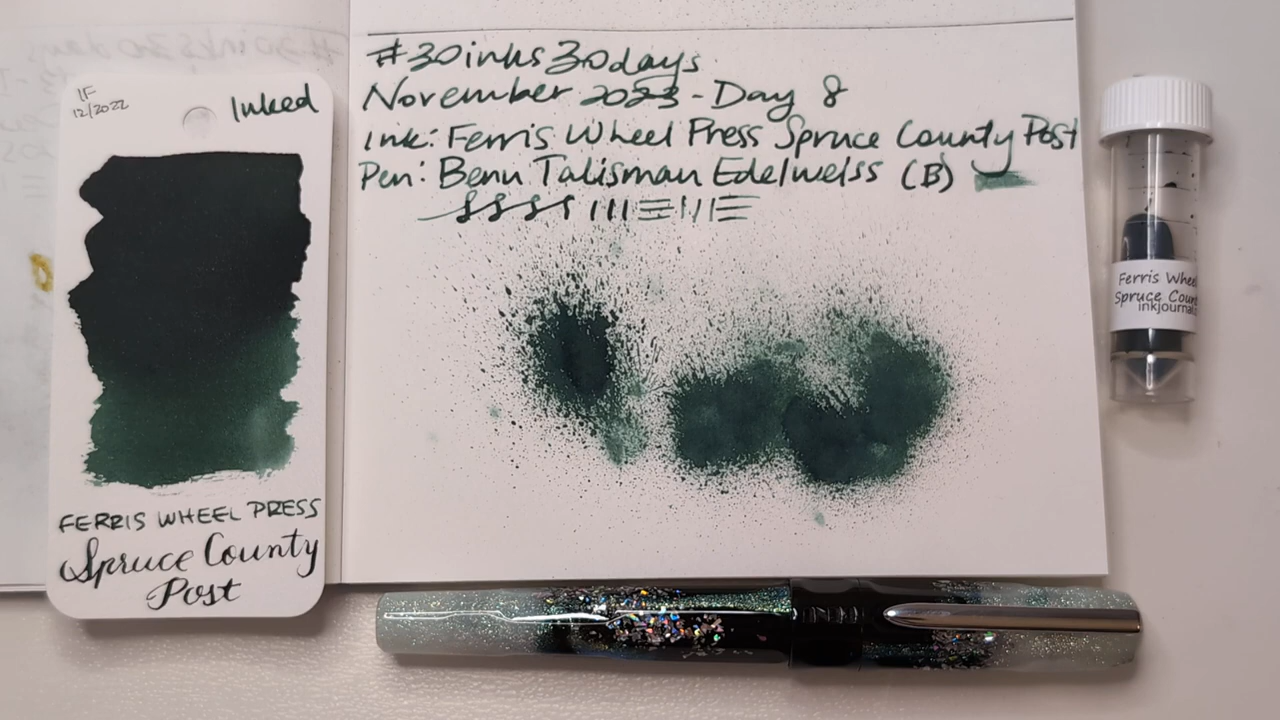 IF
12/2022
Inked
FERRIS WHEEL PRESS
Spruce County
Post
#30inks30days
November 2023 - Day 8
Ink: Ferris Wheel Press Spruce County Post
Pen: Benu Talisman Edelweiss (B)
Ferris Wheel
Spruce Coun
inkjournal